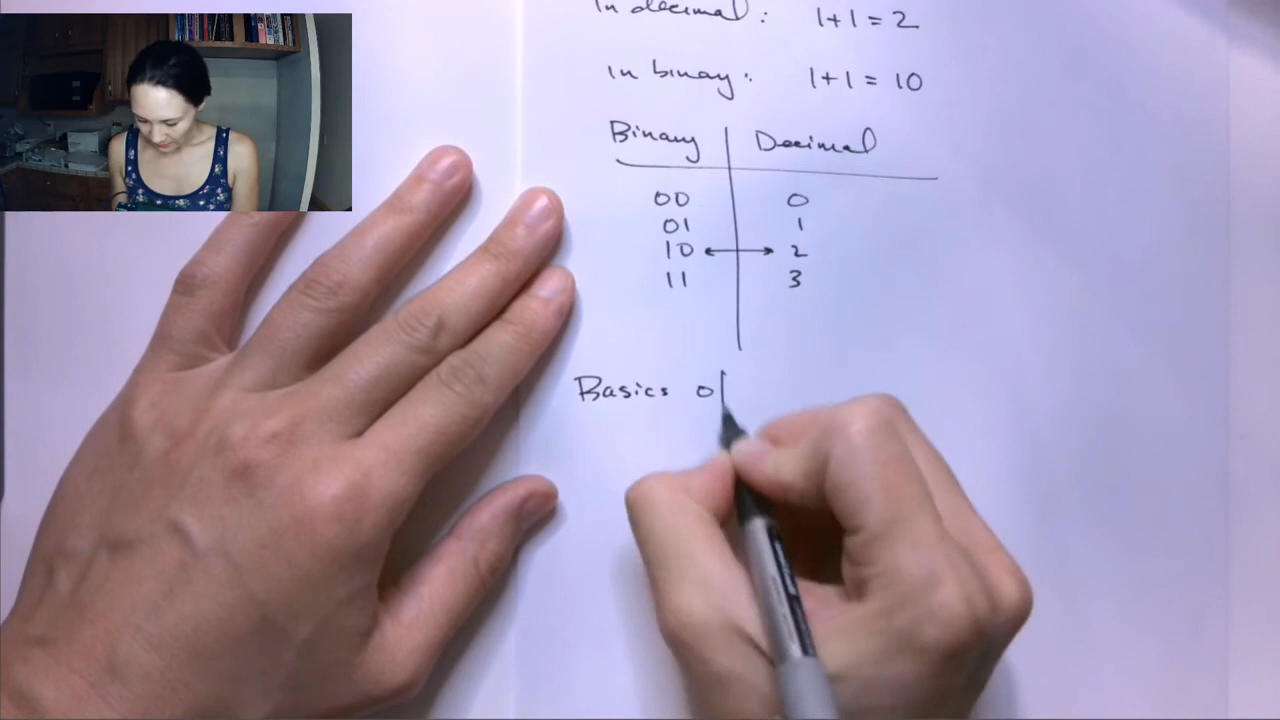 In decimal: 1+1=2
In binary: 1+1 = 10
Binary Decimal
00 0
01 1
10 2
11 3
Basics o